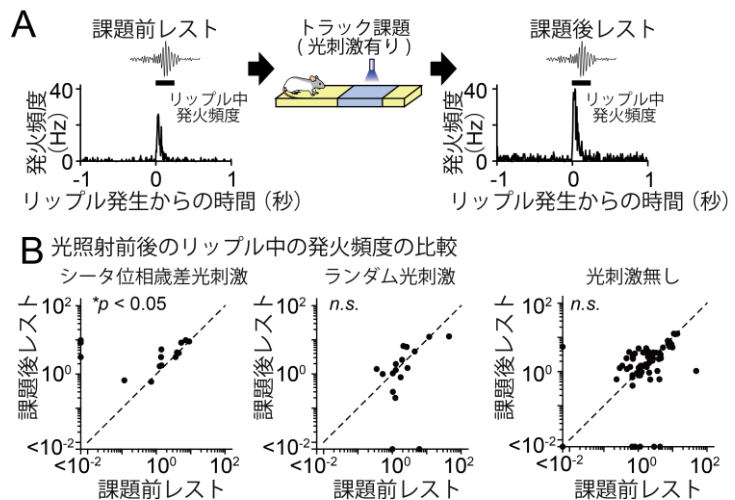 A
課題前レスト
トラック課題
(光刺激有り)
課題後レスト
発火頻度
(Hz)
40
0
リップル中
発火頻度
-1
0
1
リップル発生からの時間(秒)
発火頻度
(Hz)
40
0
リップル中
発火頻度
-1
0
1
リップル発生からの時間(秒)
B 光照射前後のリップル中の発火頻度の比較
シータ位相歳差光刺激
*p < 0.05
課題後レスト
10²
10⁰
<10⁻²
<10⁻² 10⁰ 10²
課題前レスト
ランダム光刺激
n.s.
課題後レスト
10²
10⁰
<10⁻²
<10⁻² 10⁰ 10²
課題前レスト
光刺激無し
n.s.
課題後レスト
10²
10⁰
<10⁻²
<10⁻² 10⁰ 10²
課題前レスト